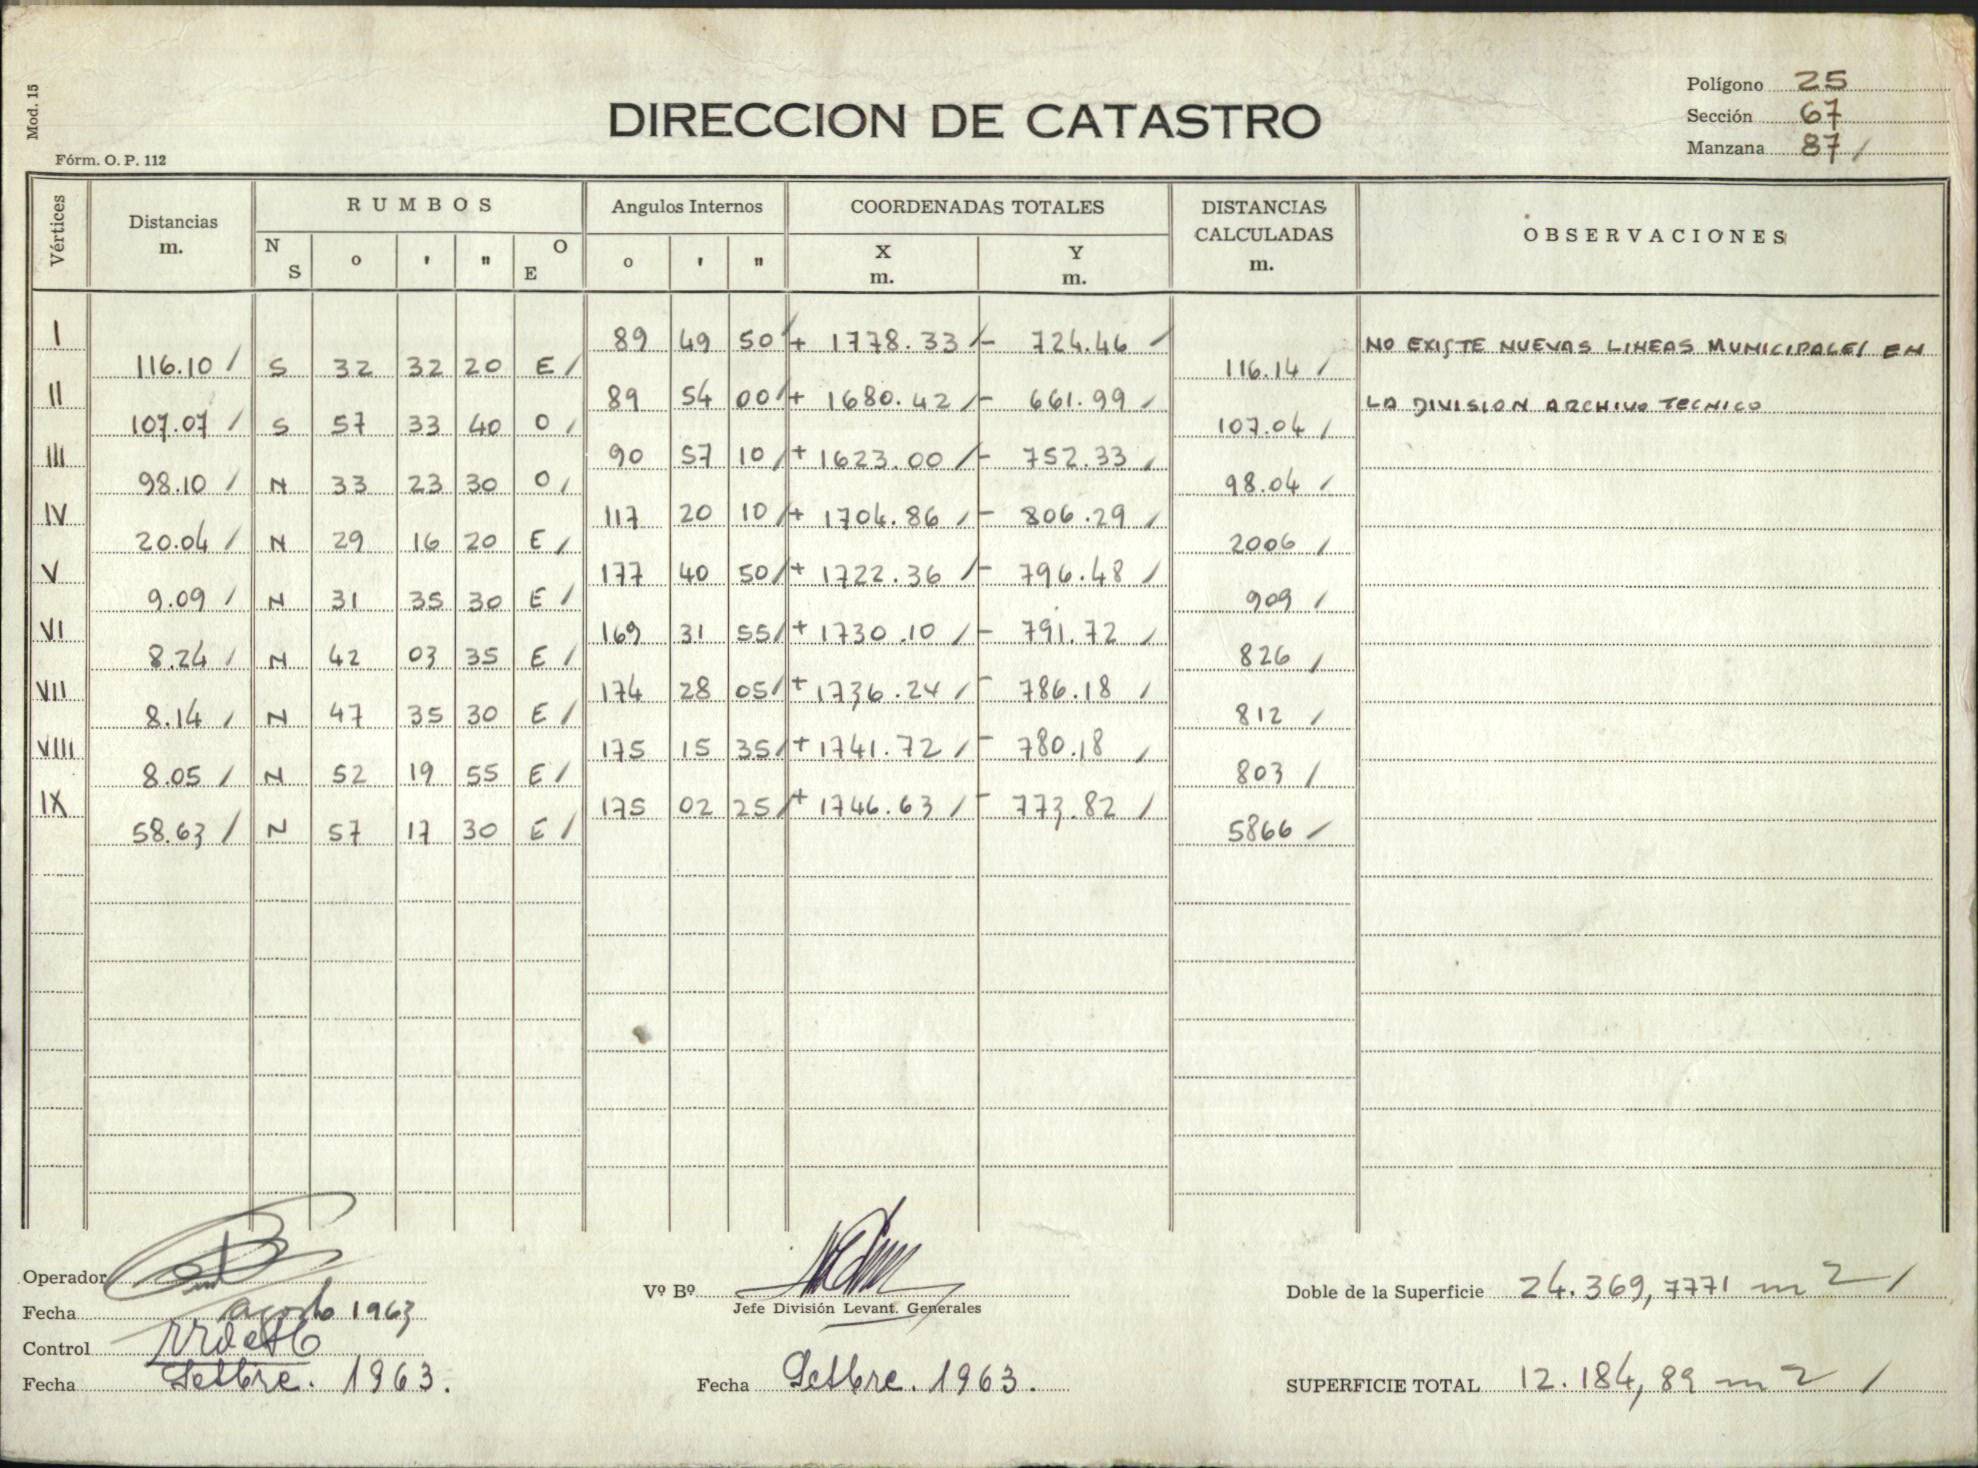 Mod. 15
Fórm. O. P. 112
DIRECCION DE CATASTRO
Polígono 25
Sección 67
Manzana 87 /
Vértices Distancias m. RUMBOS N S o ' " O E Angulos Internos o ' " COORDENADAS TOTALES X m. Y m. DISTANCIAS CALCULADAS m. OBSERVACIONES
I 89 49 50 / + 1778.33 / - 724.46 / NO EXISTE NUEVAS LINEAS MUNICIPALES EN
116.10 / S 32 32 20 E / 116.14 /
II 89 54 00 / + 1680.42 / - 661.99 / LA DIVISION ARCHIVO TECNICO
107.07 / S 57 33 40 O / 107.04 /
III 90 57 10 / + 1623.00 / - 752.33 /
98.10 / N 33 23 30 O / 98.04 /
IV 117 20 10 / + 1704.86 / - 806.29 /
20.04 / N 29 16 20 E / 2006 /
V 177 40 50 / + 1722.36 / - 796.48 /
9.09 / N 31 35 30 E / 909 /
VI 169 31 55 / + 1730.10 / - 791.72 /
8.24 / N 42 03 35 E / 826 /
VII 174 28 05 / + 1736.24 / - 786.18 /
8.14 / N 47 35 30 E / 812 /
VIII 175 15 35 / + 1741.72 / - 780.18 /
8.05 / N 52 19 55 E / 803 /
IX 175 02 25 / + 1746.63 / - 773.82 /
58.63 / N 57 17 30 E / 5866 /
Operador
Fecha agosto 1963
Control
Fecha Setbre. 1963.
Vº Bº
Jefe División Levant. Generales
Fecha Setbre. 1963.
Doble de la Superficie 24.369,7771 m2 /
SUPERFICIE TOTAL 12.184,89 m2 /